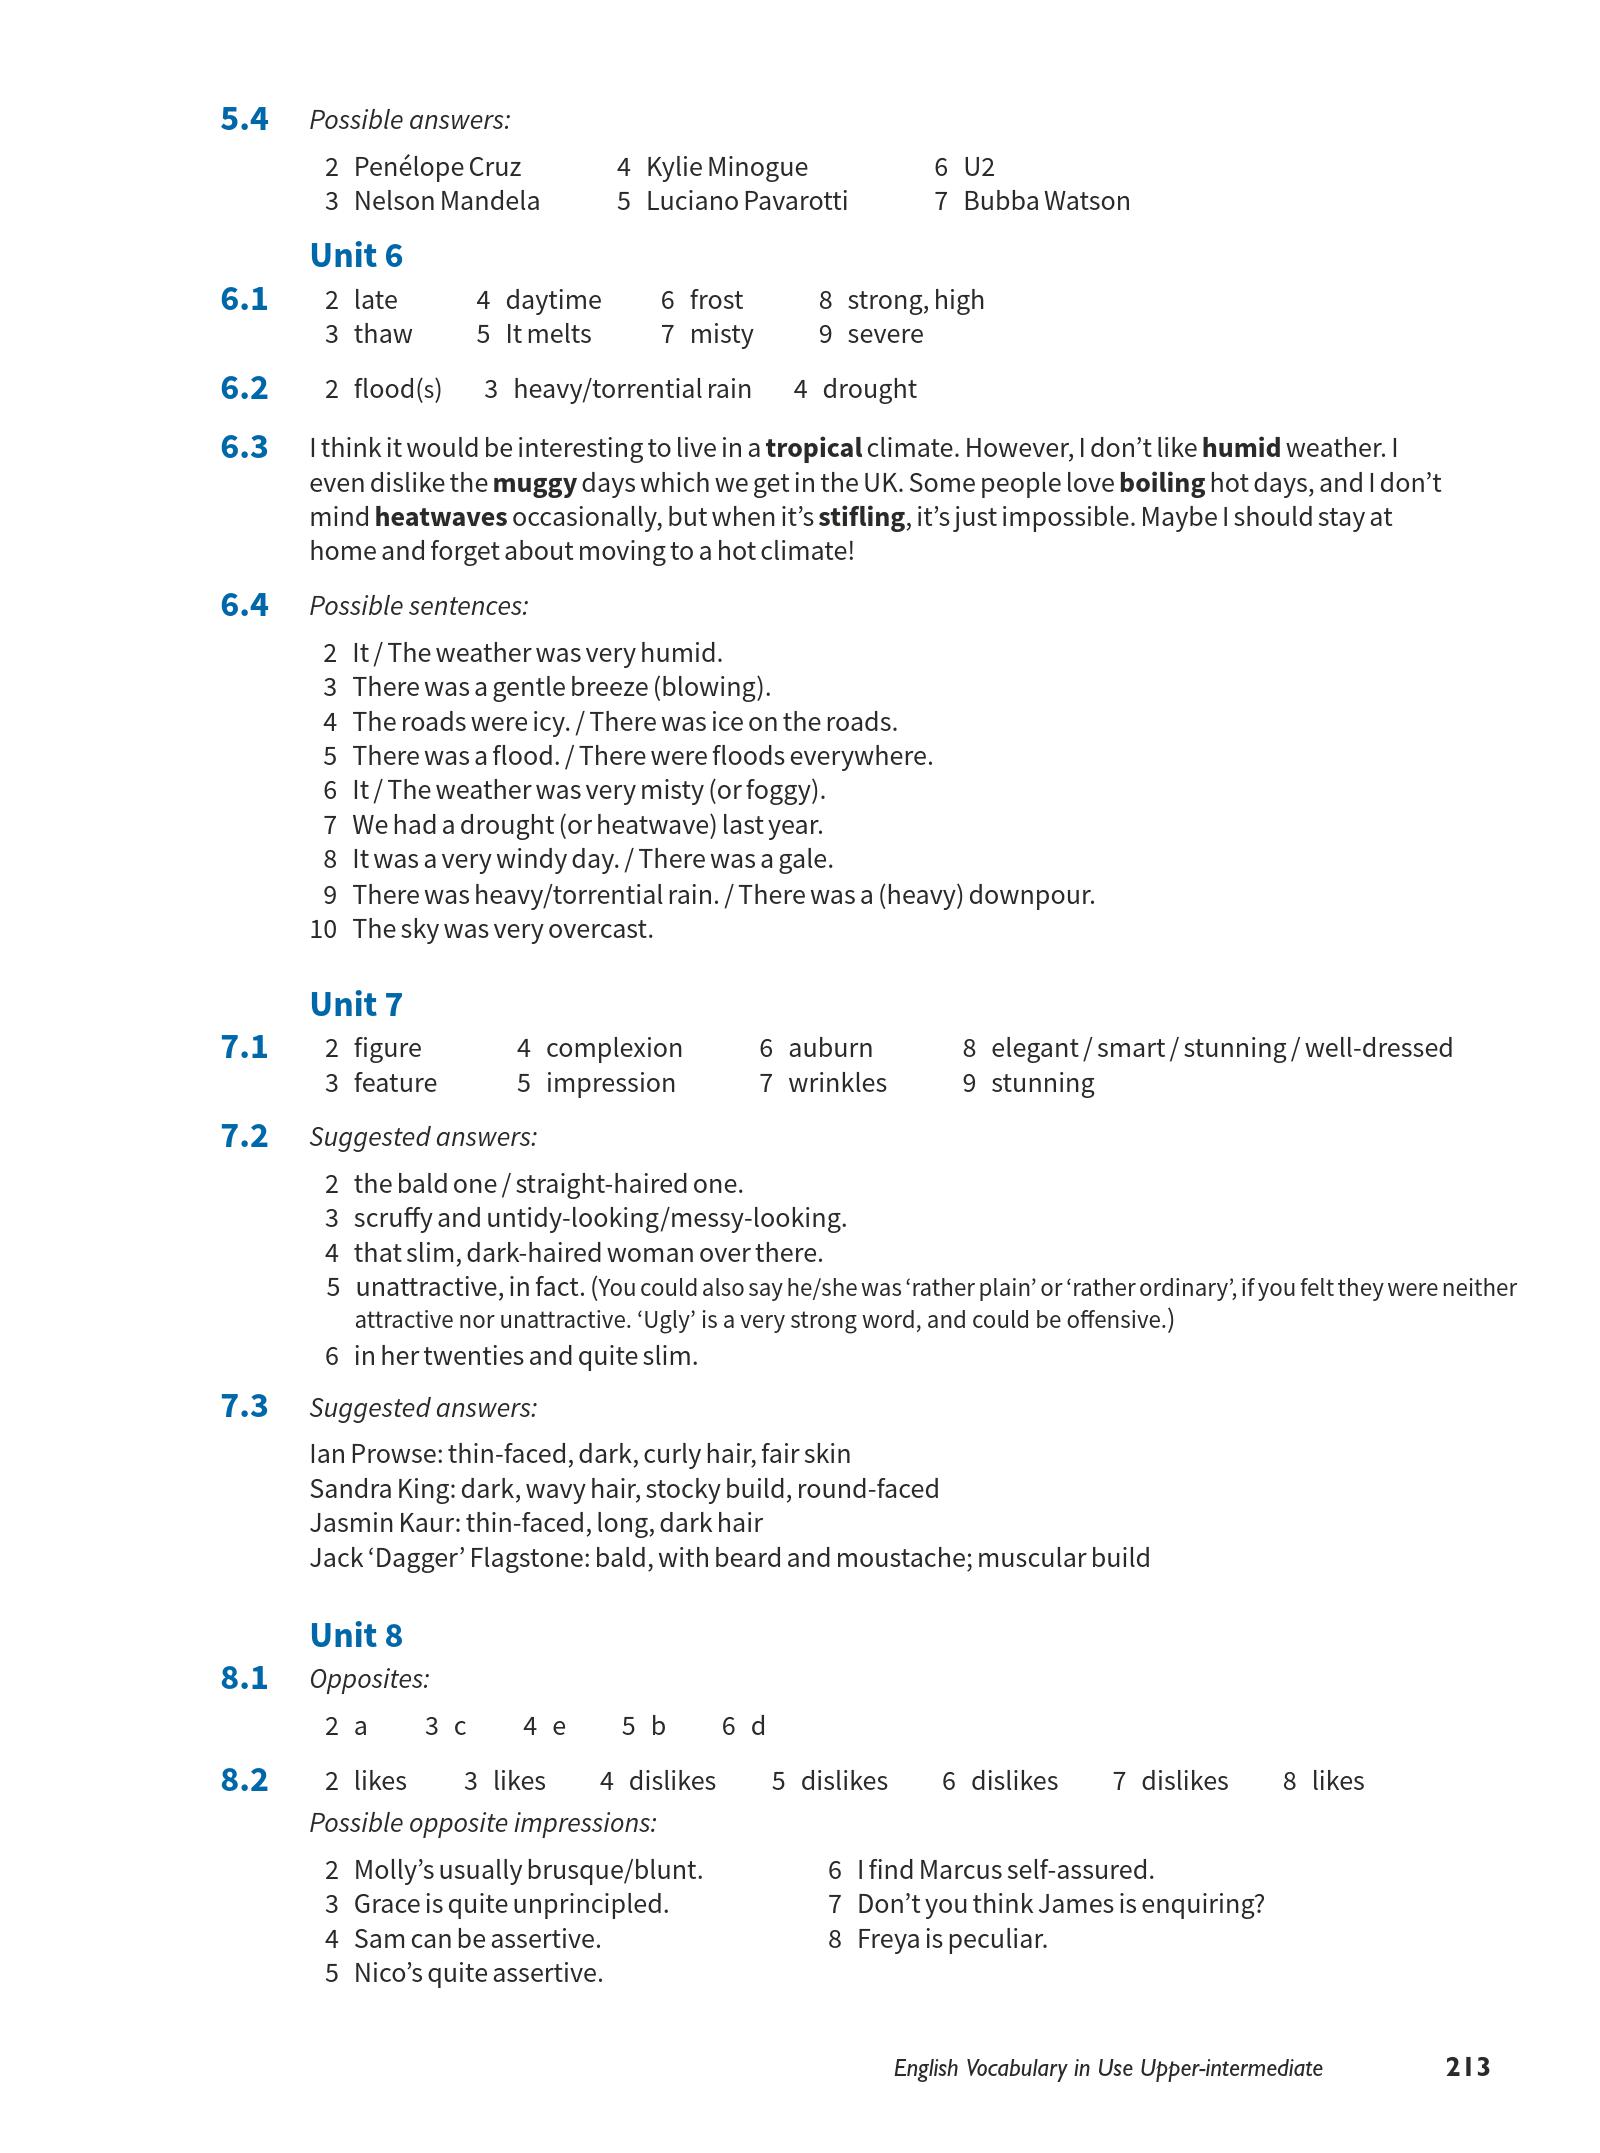 5.4 Possible answers:
2 Penélope Cruz 4 Kylie Minogue 6 U2
3 Nelson Mandela 5 Luciano Pavarotti 7 Bubba Watson
Unit 6
6.1 2 late 4 daytime 6 frost 8 strong, high
3 thaw 5 It melts 7 misty 9 severe
6.2 2 flood(s) 3 heavy/torrential rain 4 drought
6.3 I think it would be interesting to live in a tropical climate. However, I don’t like humid weather. I
even dislike the muggy days which we get in the UK. Some people love boiling hot days, and I don’t
mind heatwaves occasionally, but when it’s stifling, it’s just impossible. Maybe I should stay at
home and forget about moving to a hot climate!
6.4 Possible sentences:
2 It / The weather was very humid.
3 There was a gentle breeze (blowing).
4 The roads were icy. / There was ice on the roads.
5 There was a flood. / There were floods everywhere.
6 It / The weather was very misty (or foggy).
7 We had a drought (or heatwave) last year.
8 It was a very windy day. / There was a gale.
9 There was heavy/torrential rain. / There was a (heavy) downpour.
10 The sky was very overcast.
Unit 7
7.1 2 figure 4 complexion 6 auburn 8 elegant / smart / stunning / well-dressed
3 feature 5 impression 7 wrinkles 9 stunning
7.2 Suggested answers:
2 the bald one / straight-haired one.
3 scruffy and untidy-looking/messy-looking.
4 that slim, dark-haired woman over there.
5 unattractive, in fact. (You could also say he/she was ‘rather plain’ or ‘rather ordinary’, if you felt they were neither
attractive nor unattractive. ‘Ugly’ is a very strong word, and could be offensive.)
6 in her twenties and quite slim.
7.3 Suggested answers:
Ian Prowse: thin-faced, dark, curly hair, fair skin
Sandra King: dark, wavy hair, stocky build, round-faced
Jasmin Kaur: thin-faced, long, dark hair
Jack ‘Dagger’ Flagstone: bald, with beard and moustache; muscular build
Unit 8
8.1 Opposites:
2 a 3 c 4 e 5 b 6 d
8.2 2 likes 3 likes 4 dislikes 5 dislikes 6 dislikes 7 dislikes 8 likes
Possible opposite impressions:
2 Molly’s usually brusque/blunt. 6 I find Marcus self-assured.
3 Grace is quite unprincipled. 7 Don’t you think James is enquiring?
4 Sam can be assertive. 8 Freya is peculiar.
5 Nico’s quite assertive.
English Vocabulary in Use Upper-intermediate 213